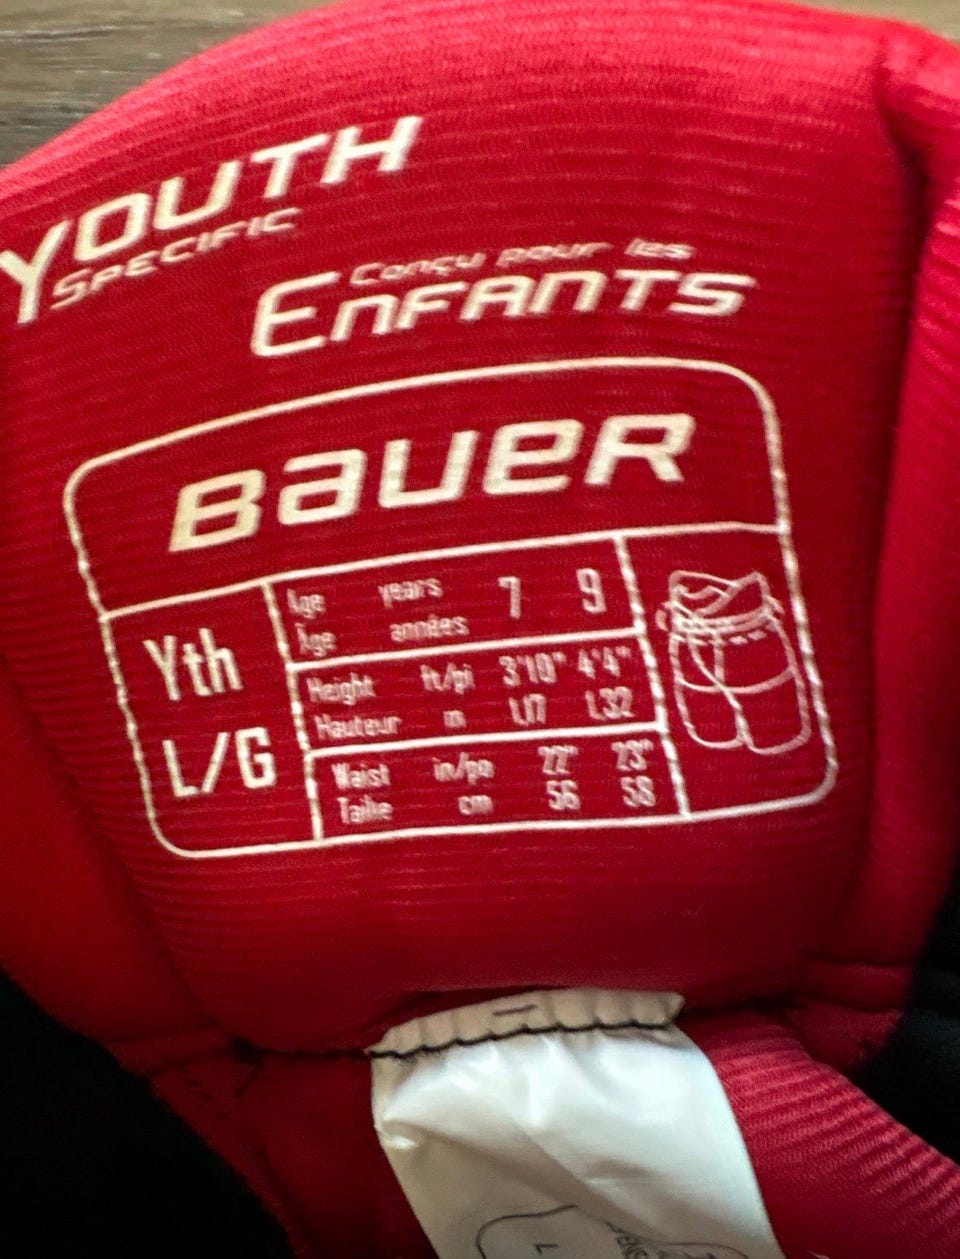 YOUTH
SPECIFIC
Conçu pour les
ENFANTS
BAUER
Yth
L/G
Age years 7 9
Âge années
Height ft/pi 3'10" 4'4"
Hauteur m 1,17 1,32
Waist in/po 22" 23"
Taille cm 56 58
L